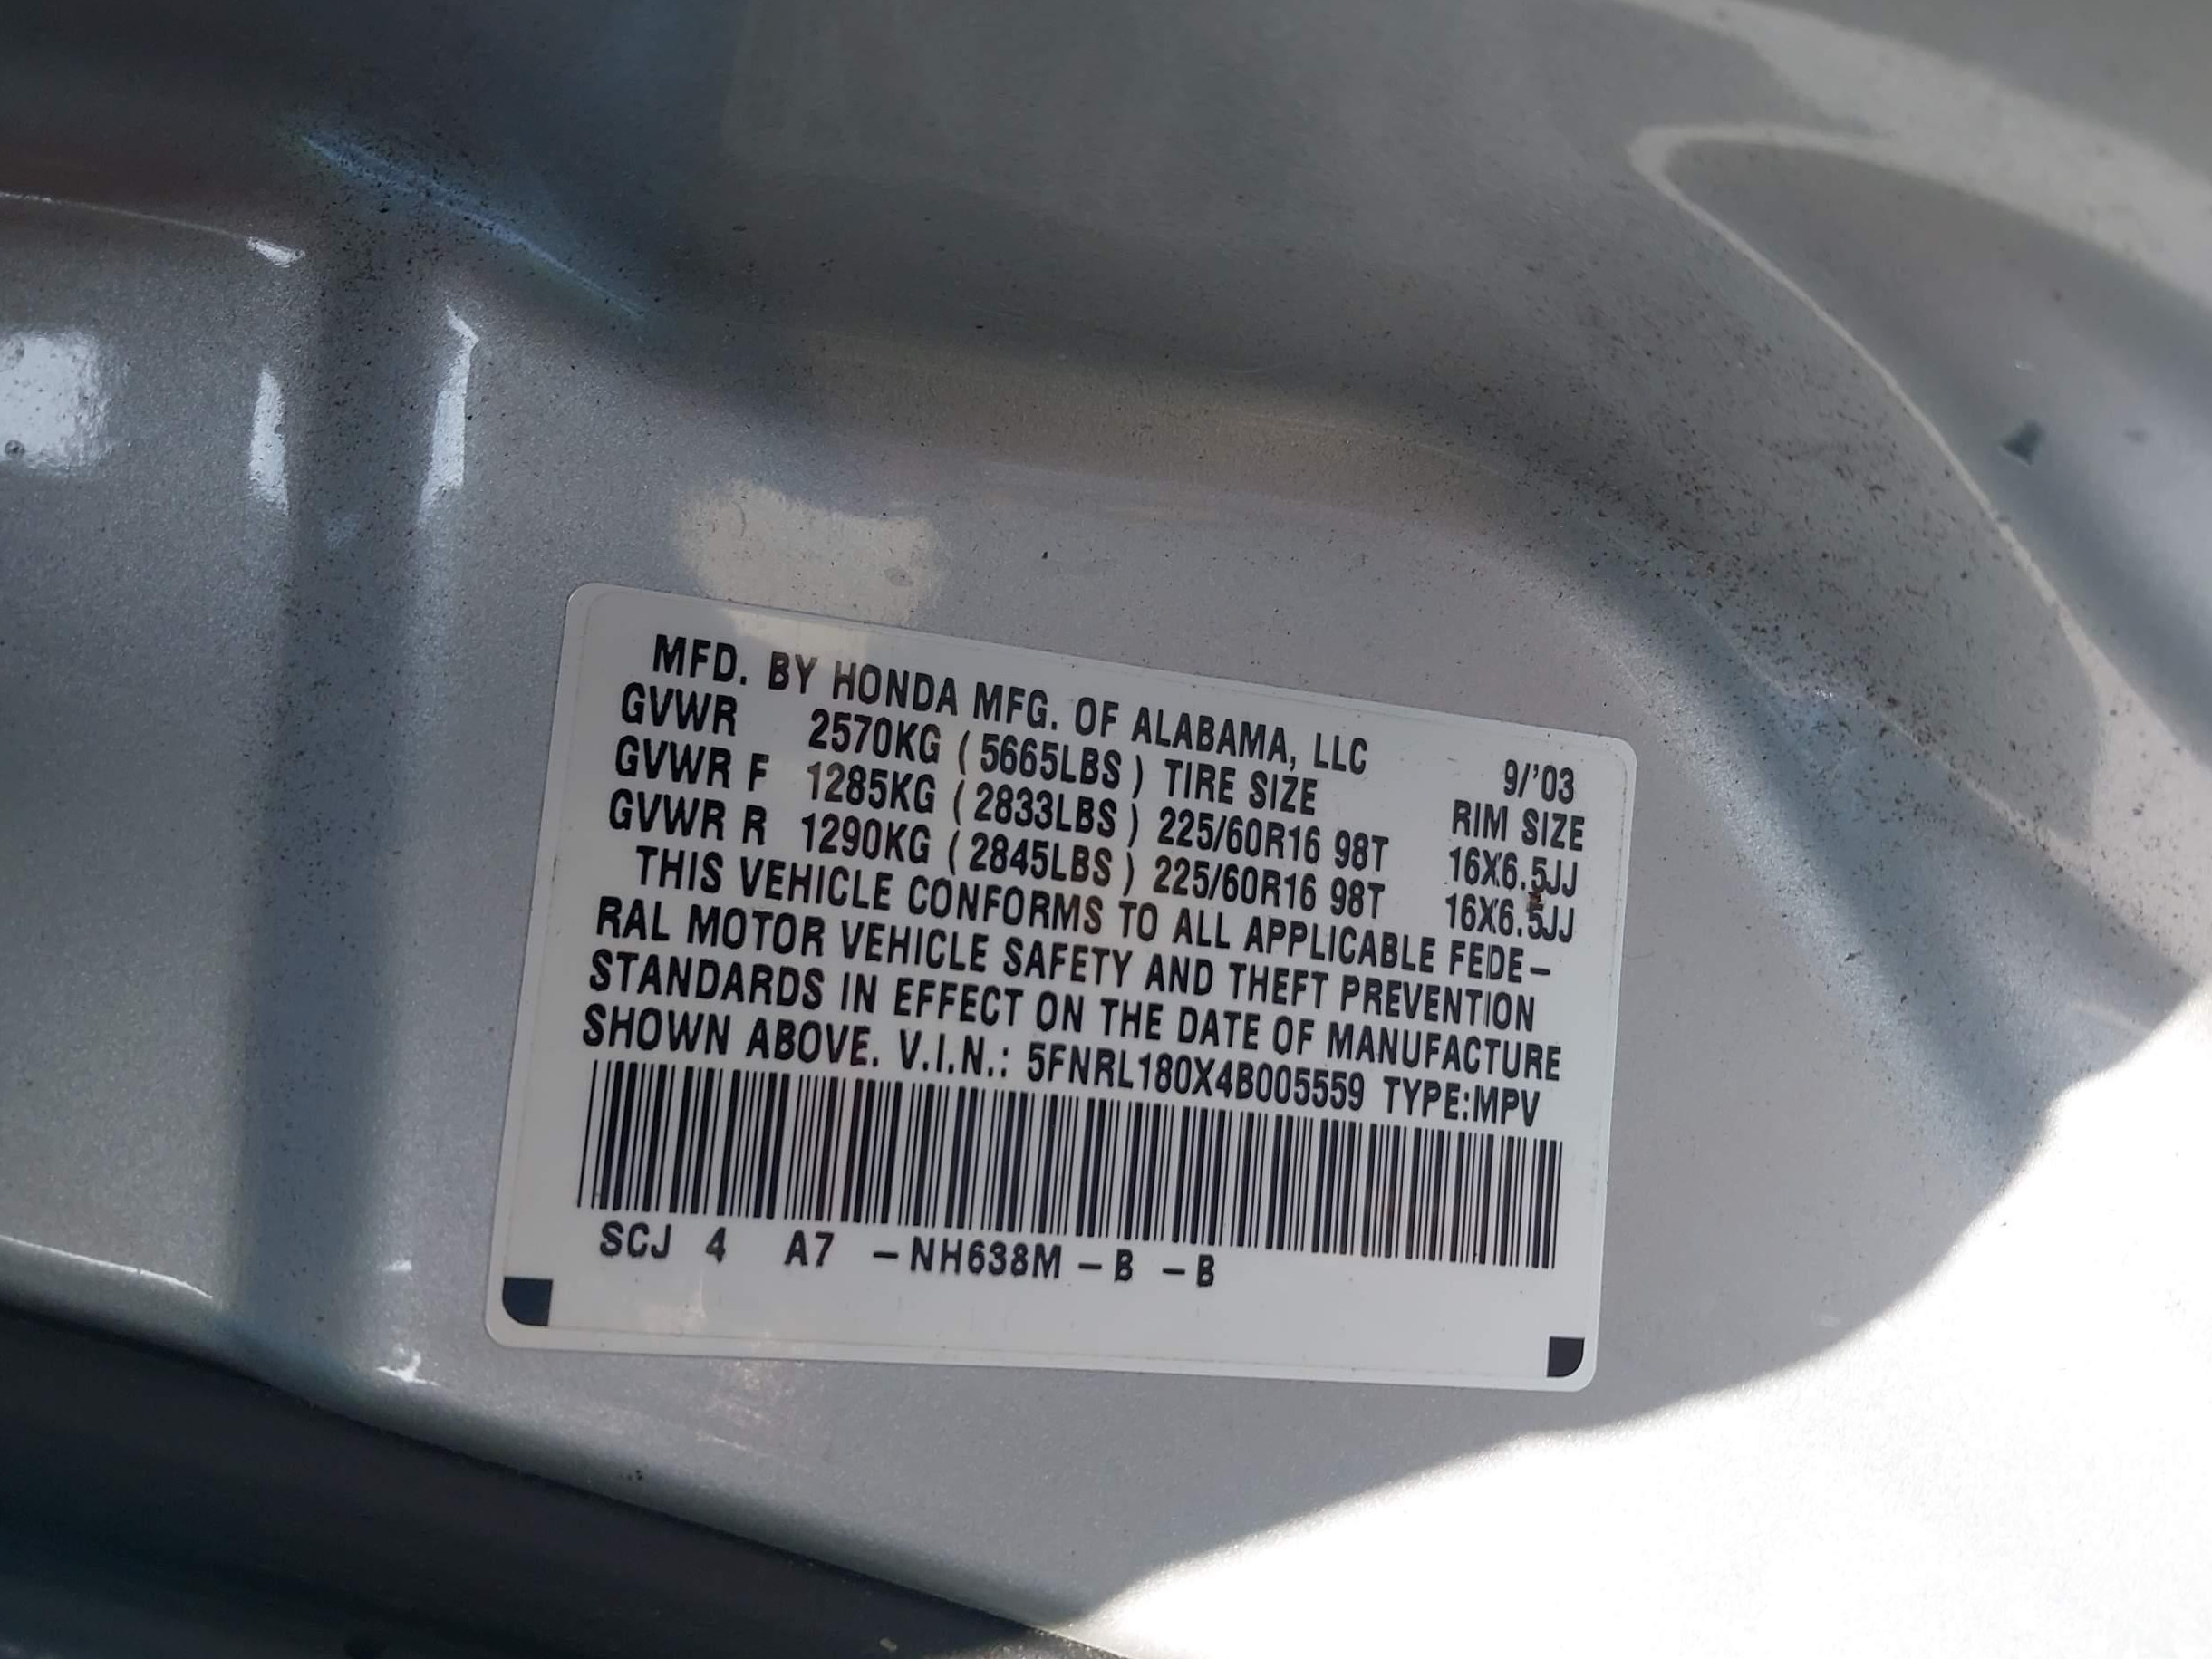 MFD. BY HONDA MFG. OF ALABAMA, LLC 9/'03
GVWR 2570KG ( 5665LBS ) TIRE SIZE RIM SIZE
GVWR F 1285KG ( 2833LBS ) 225/60R16 98T 16X6.5JJ
GVWR R 1290KG ( 2845LBS ) 225/60R16 98T 16X6.5JJ
THIS VEHICLE CONFORMS TO ALL APPLICABLE FEDE-
RAL MOTOR VEHICLE SAFETY AND THEFT PREVENTION
STANDARDS IN EFFECT ON THE DATE OF MANUFACTURE
SHOWN ABOVE. V.I.N.: 5FNRL180X4B005559 TYPE:MPV
SCJ 4 A7 -NH638M -B -B